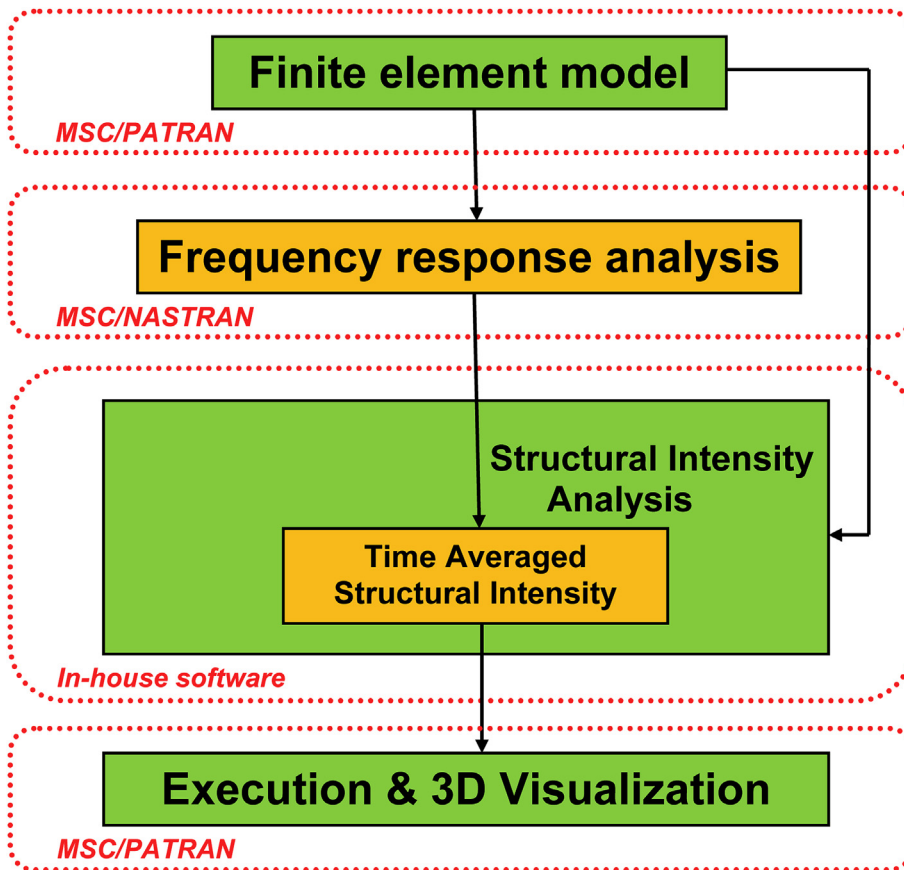 Finite element model
MSC/PATRAN
Frequency response analysis
MSC/NASTRAN
Structural Intensity
Analysis
Time Averaged
Structural Intensity
In-house software
Execution & 3D Visualization
MSC/PATRAN